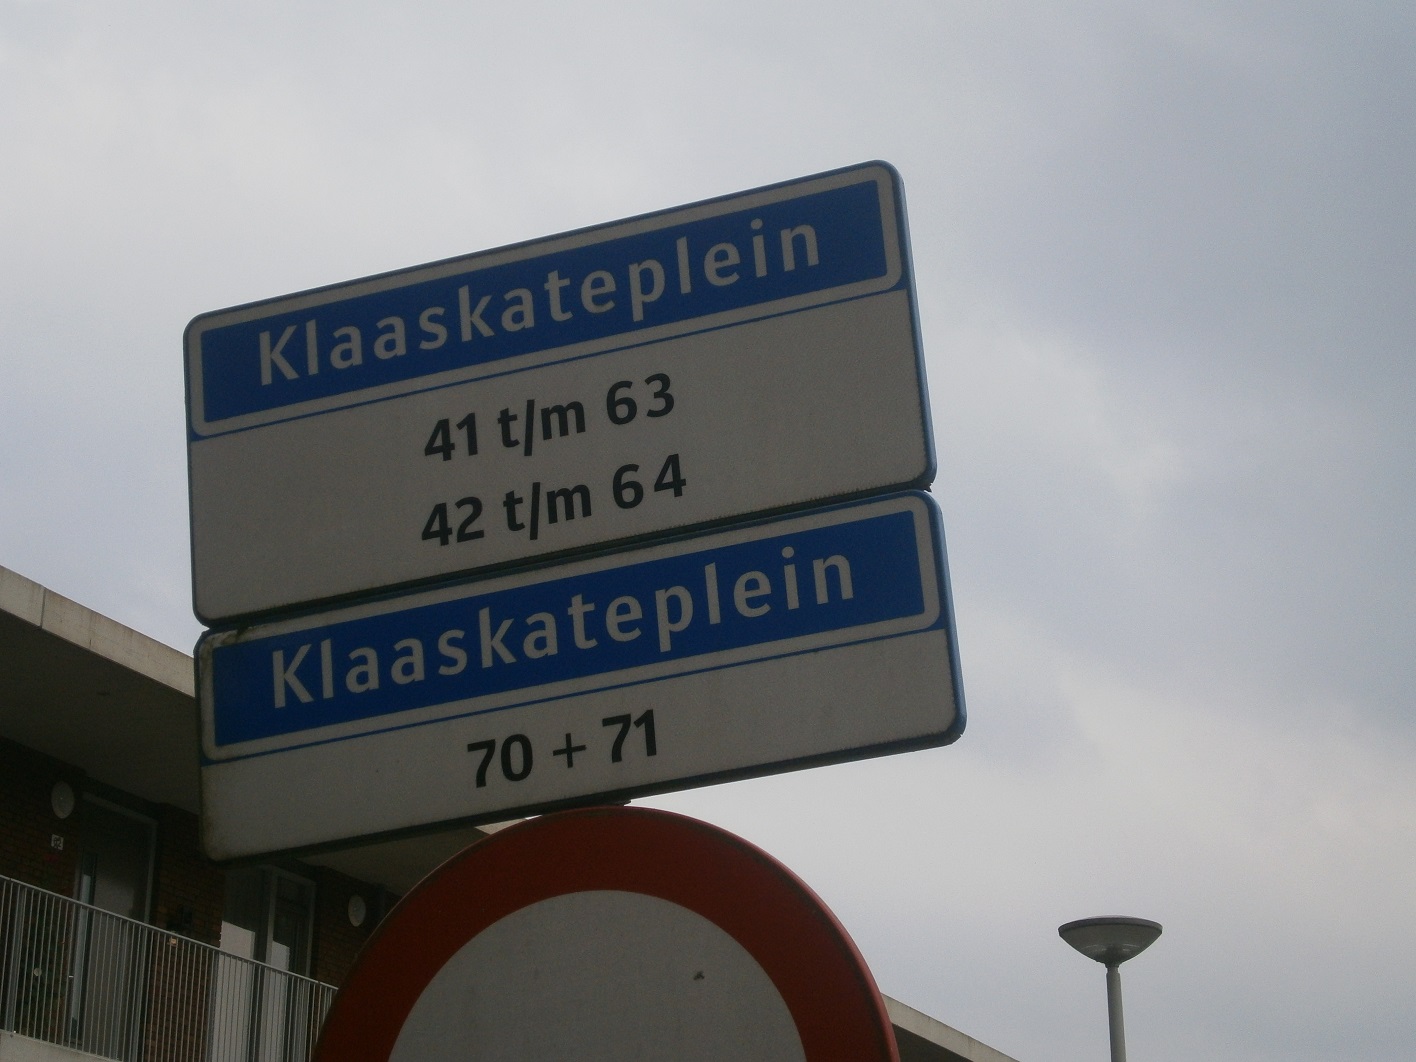 Klaaskateplein
41 t/m 63
42 t/m 64
Klaaskateplein
70 + 71